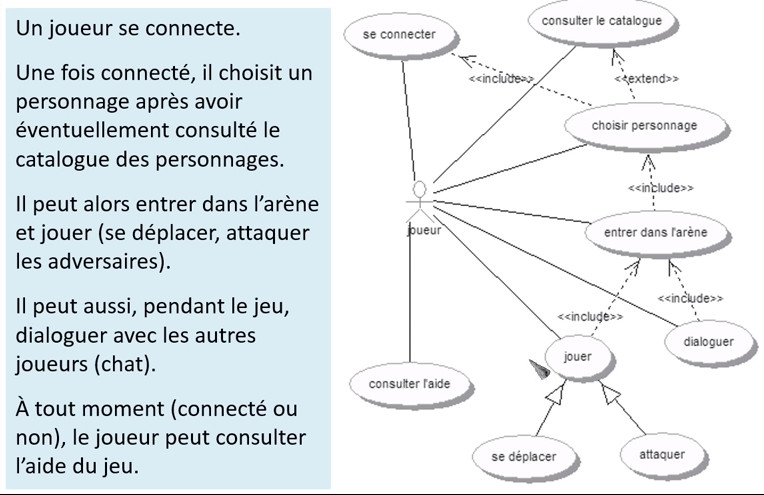 Un joueur se connecte.
Une fois connecté, il choisit un
personnage après avoir
éventuellement consulté le
catalogue des personnages.
Il peut alors entrer dans l’arène
et jouer (se déplacer, attaquer
les adversaires).
Il peut aussi, pendant le jeu,
dialoguer avec les autres
joueurs (chat).
À tout moment (connecté ou
non), le joueur peut consulter
l’aide du jeu.
consulter le catalogue
se connecter
<<include>>
<<extend>>
choisir personnage
<<include>>
joueur
entrer dans l'arène
<<include>>
<<include>>
dialoguer
jouer
consulter l'aide
se déplacer
attaquer